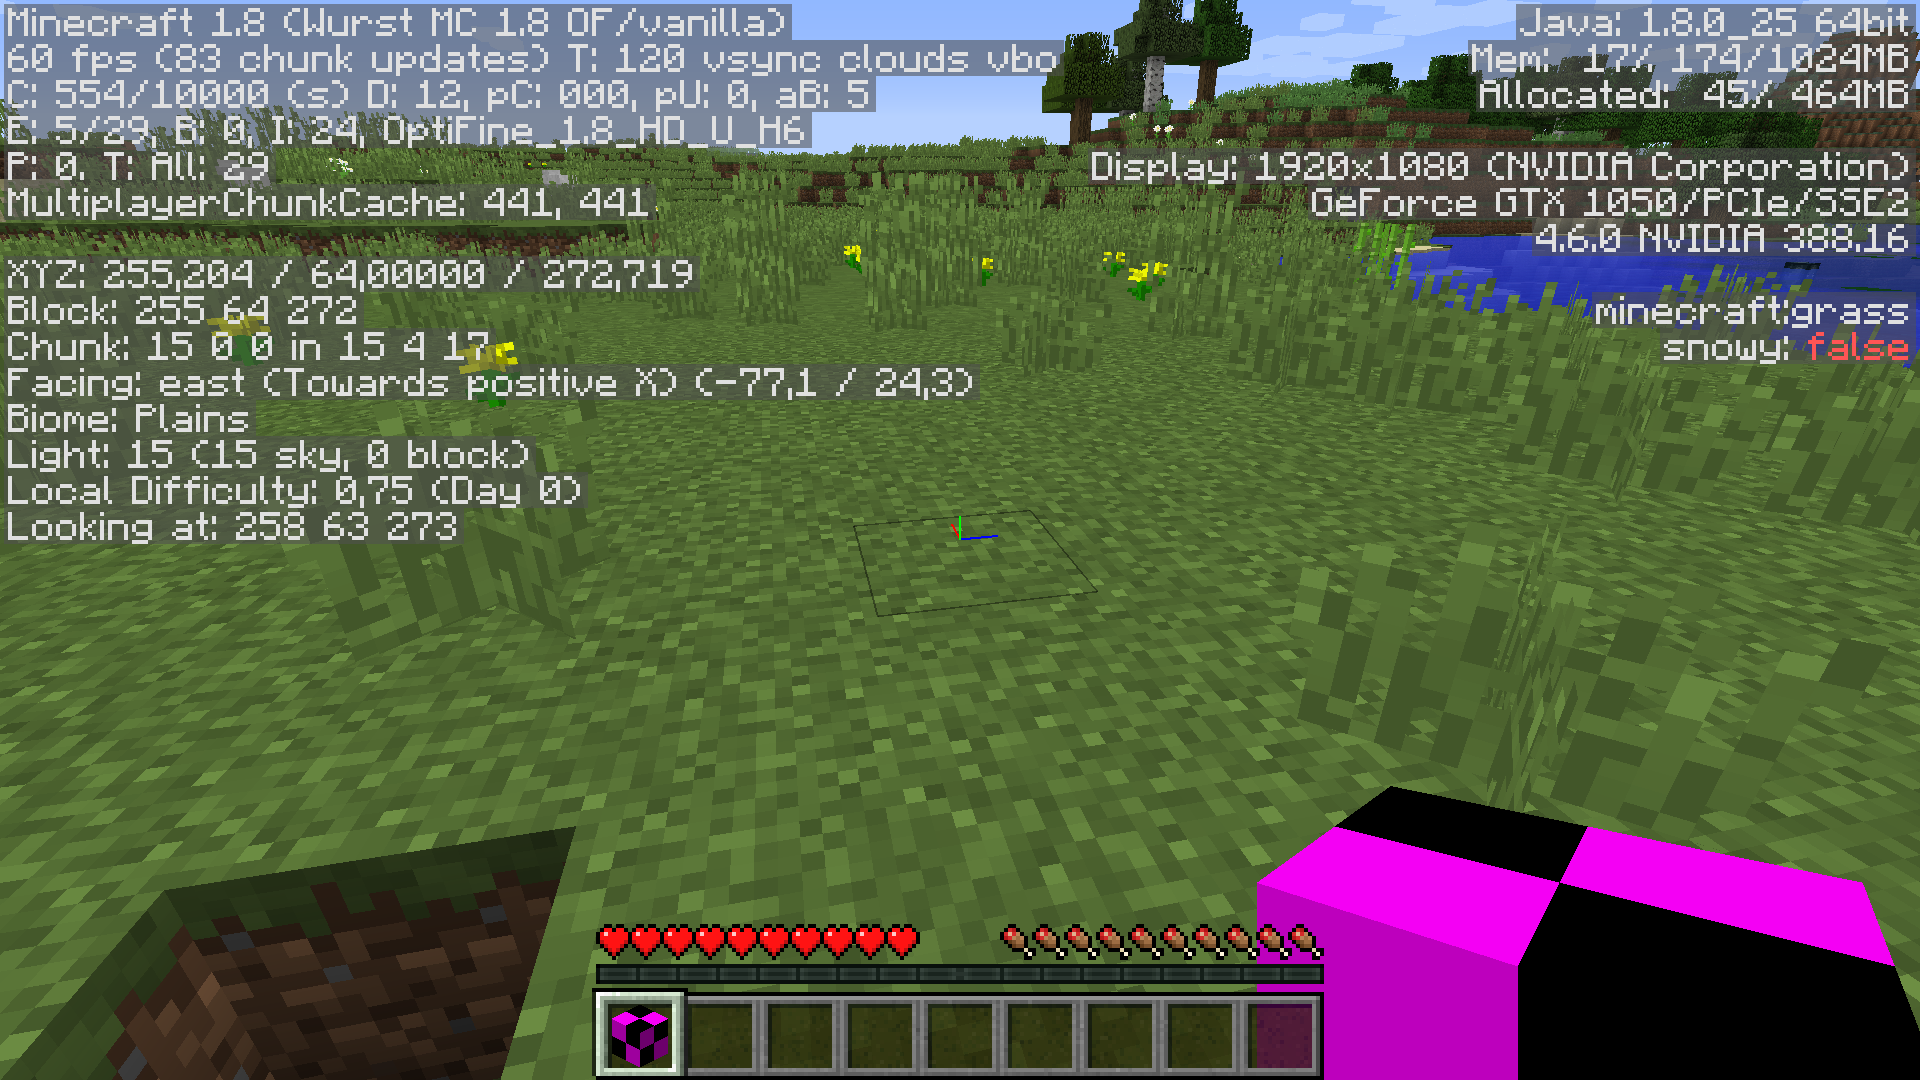 Minecraft 1.8 (Wurst MC 1.8 OF/vanilla)
60 fps (83 chunk updates) T: 120 vsync clouds vbo
C: 554/10000 (s) D: 12, pC: 000, pU: 0, aB: 5
E: 5/29, B: 0, I: 24, OptiFine_1.8_HD_U_H6
P: 0. T: All: 29
MultiplayerChunkCache: 441, 441
XYZ: 255,204 / 64,00000 / 272,719
Block: 255 64 272
Chunk: 15 0 0 in 15 4 17
Facing: east (Towards positive X) (-77,1 / 24,3)
Biome: Plains
Light: 15 (15 sky, 0 block)
Local Difficulty: 0,75 (Day 0)
Looking at: 258 63 273
Java: 1.8.0_25 64bit
Mem: 17% 174/1024MB
Allocated: 45% 464MB
Display: 1920x1080 (NVIDIA Corporation)
GeForce GTX 1050/PCIe/SSE2
4.6.0 NVIDIA 388.16
minecraft:grass
snowy: false